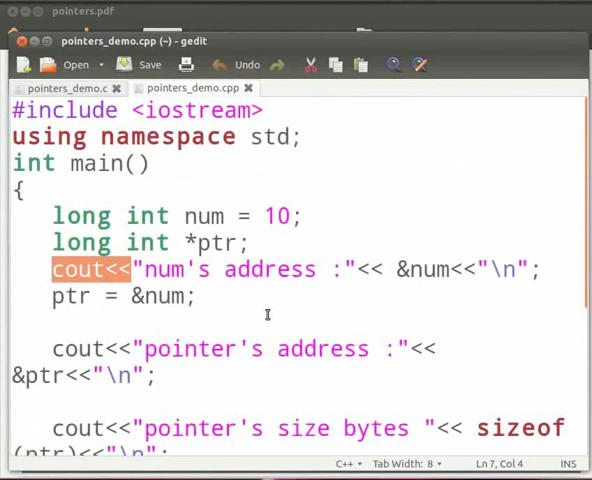 pointers.pdf
pointers_demo.cpp (~) - gedit
Open Save Undo
pointers_demo.c pointers_demo.cpp
#include <iostream>
using namespace std;
int main()
{
long int num = 10;
long int *ptr;
cout<<"num's address :"<< &num<<"\n";
ptr = &num;
cout<<"pointer's address :"<<
&ptr<<"\n";
cout<<"pointer's size bytes "<< sizeof
(ptr)<<"\n";
C++ Tab Width: 8 Ln 7, Col 4 INS